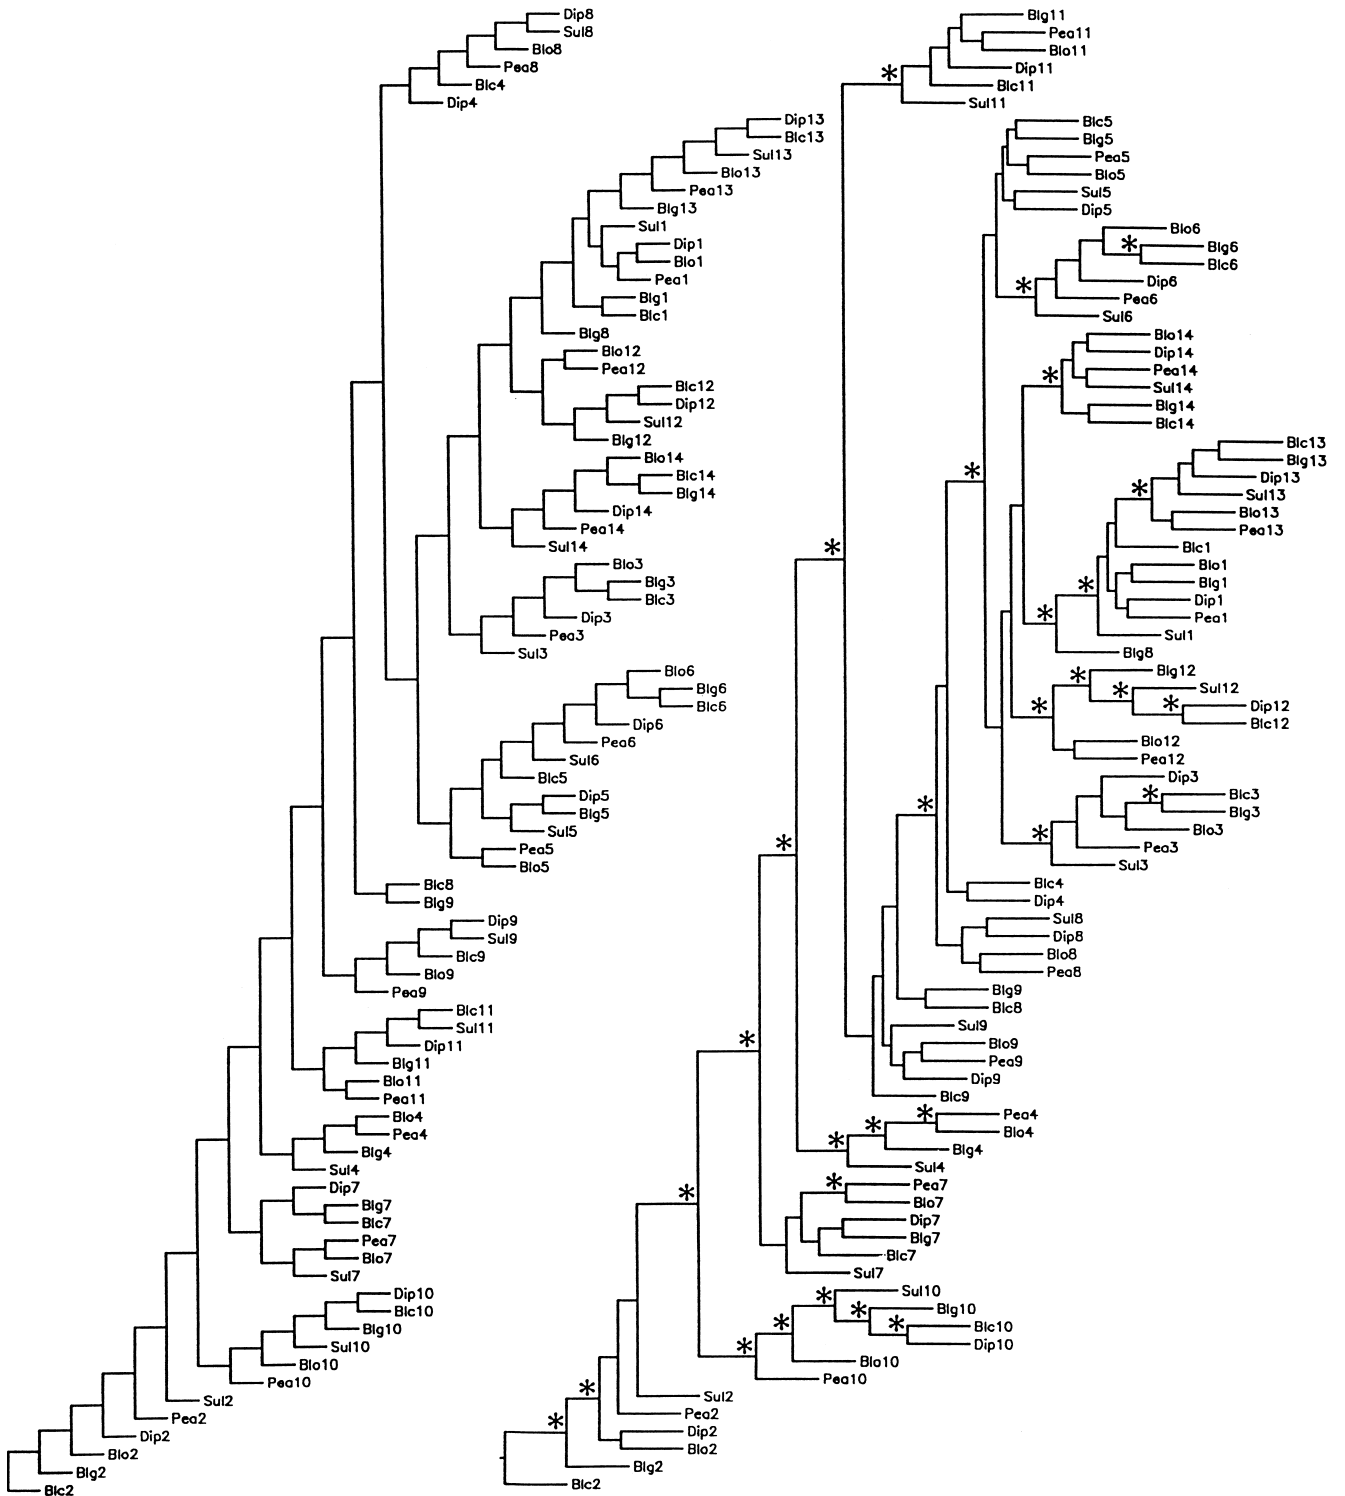 Dip8
Sul8
Blo8
Pea8
Blc4
Dip4
Dip13
Blc13
Sul13
Blo13
Pea13
Blg13
Sul1
Dip1
Blo1
Pea1
Blg1
Blc1
Blg8
Blo12
Pea12
Blc12
Dip12
Sul12
Blg12
Blo14
Blc14
Blg14
Dip14
Pea14
Sul14
Blo3
Blg3
Blc3
Dip3
Pea3
Sul3
Blo6
Blg6
Blc6
Dip6
Pea6
Sul6
Blc5
Dip5
Blg5
Sul5
Pea5
Blo5
Blc8
Blg9
Dip9
Sul9
Blc9
Blo9
Pea9
Blc11
Sul11
Dip11
Blg11
Blo11
Pea11
Blo4
Pea4
Blg4
Sul4
Dip7
Blg7
Blc7
Pea7
Blo7
Sul7
Dip10
Blc10
Blg10
Sul10
Blo10
Pea10
Sul2
Pea2
Dip2
Blo2
Blg2
Blc2
Blg11
Pea11
Blo11
Dip11
* Blc11
Sul11
Blc5
Blg5
Pea5
Blo5
Sul5
Dip5
Blo6
* Blg6
Blc6
Dip6
* Pea6
Sul6
Blo14
Dip14
* Pea14
Sul14
Blg14
Blc14
Blc13
Blg13
* Dip13
* Sul13
Blo13
Pea13
Blc1
Blo1
* Blg1
Dip1
* Pea1
Sul1
Blg8
* Blg12
* Sul12
* * Dip12
Blc12
Blo12
Pea12
Dip3
* Blc3
* Blg3
Blo3
* Pea3
Sul3
Blc4
Dip4
Sul8
Dip8
Blo8
Pea8
Blg9
Blc8
Sul9
Blo9
* Pea9
Dip9
Blc9
* Pea4
* Blo4
* Blg4
Sul4
* * Pea7
Blo7
Dip7
Blg7
Blc7
Sul7
* Sul10
* Blg10
* * Blc10
* Dip10
Blo10
Pea10
* Sul2
Pea2
* Dip2
Blo2
Blg2
Blc2